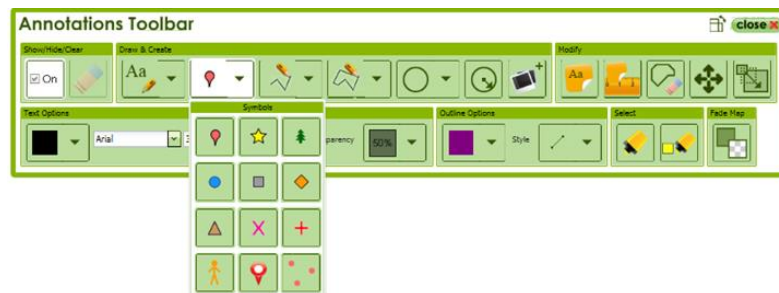 Annotations Toolbar
close X
Show/Hide/Clear
Draw & Create
Modify
On
Aa
Aa
Symbols
Text Options
Outline Options
Select
Fade Map
Arial
50%
Style